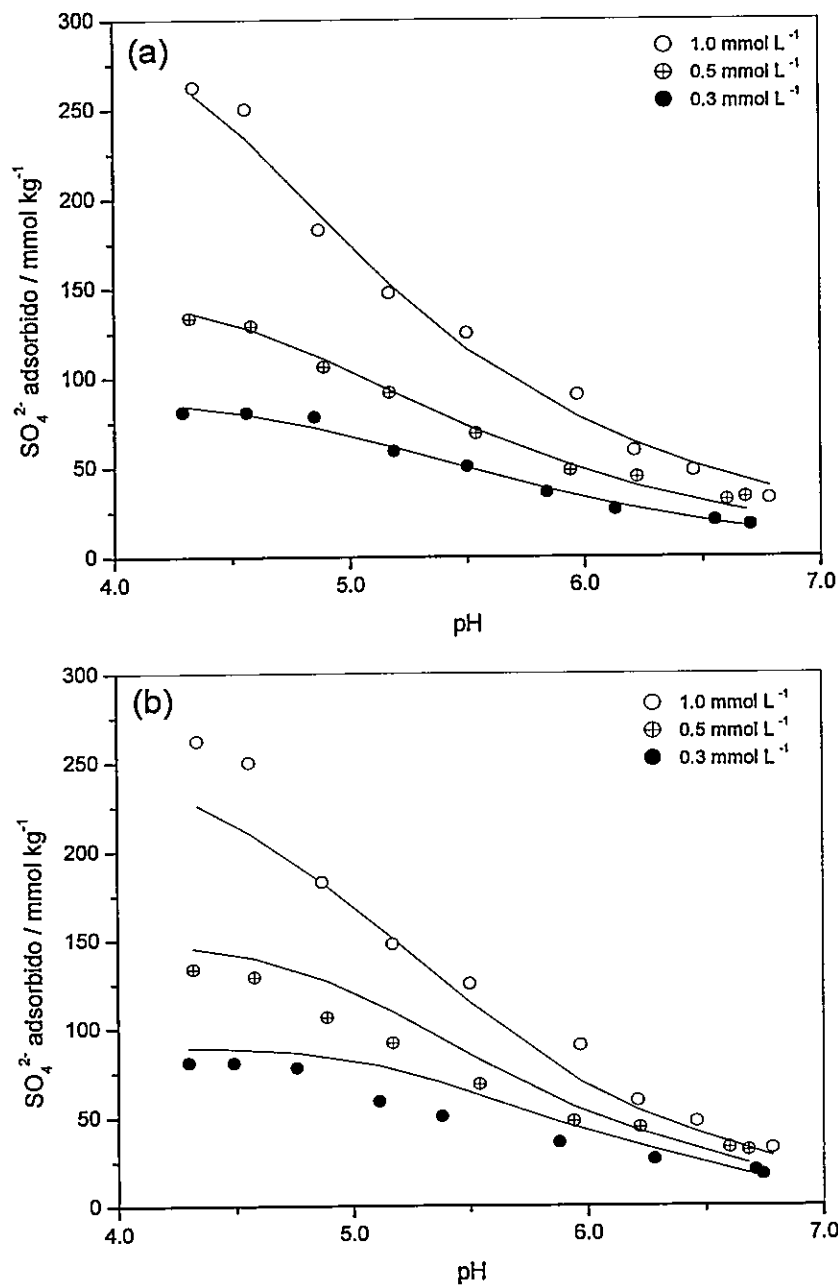 (a)
1.0 mmol L⁻¹
0.5 mmol L⁻¹
0.3 mmol L⁻¹
300
250
200
150
100
50
0
SO₄²⁻ adsorbido / mmol kg⁻¹
4.0 5.0 6.0 7.0
pH
(b)
1.0 mmol L⁻¹
0.5 mmol L⁻¹
0.3 mmol L⁻¹
300
250
200
150
100
50
0
SO₄²⁻ adsorbido / mmol kg⁻¹
4.0 5.0 6.0 7.0
pH